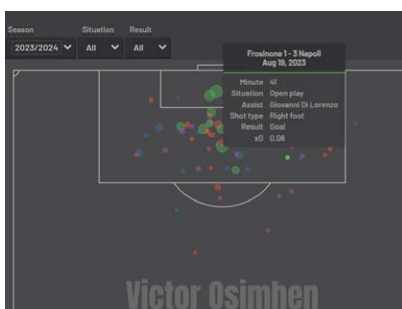 Season Situation Result
2023/2024 All All
Frosinone 1 - 3 Napoli
Aug 19, 2023
Minute 41
Situation Open play
Assist Giovanni Di Lorenzo
Shot type Right foot
Result Goal
xG 0.06
Victor Osimhen